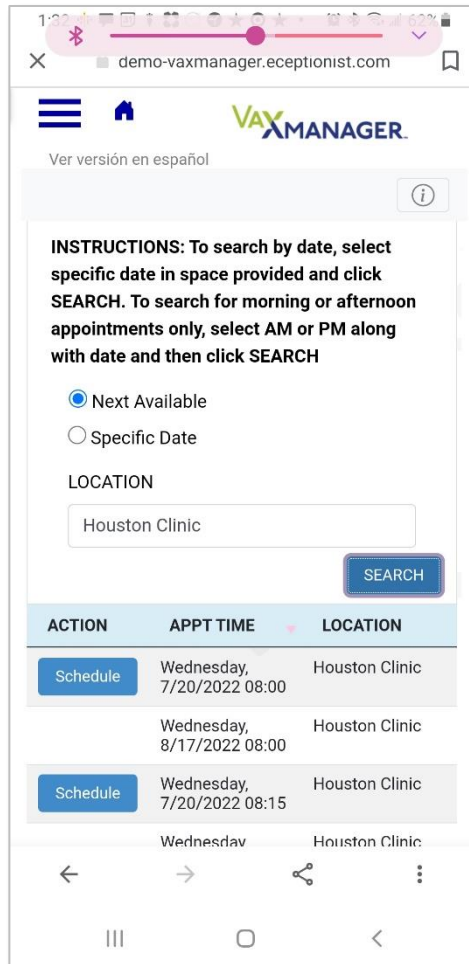 1:32 62%
demo-vaxmanager.eceptionist.com
VAXMANAGER
Ver versión en español
INSTRUCTIONS: To search by date, select
specific date in space provided and click
SEARCH. To search for morning or afternoon
appointments only, select AM or PM along
with date and then click SEARCH
Next Available
Specific Date
LOCATION
Houston Clinic
SEARCH
ACTION APPT TIME LOCATION
Schedule Wednesday, Houston Clinic
7/20/2022 08:00
Wednesday, Houston Clinic
8/17/2022 08:00
Schedule Wednesday, Houston Clinic
7/20/2022 08:15
Wednesday Houston Clinic